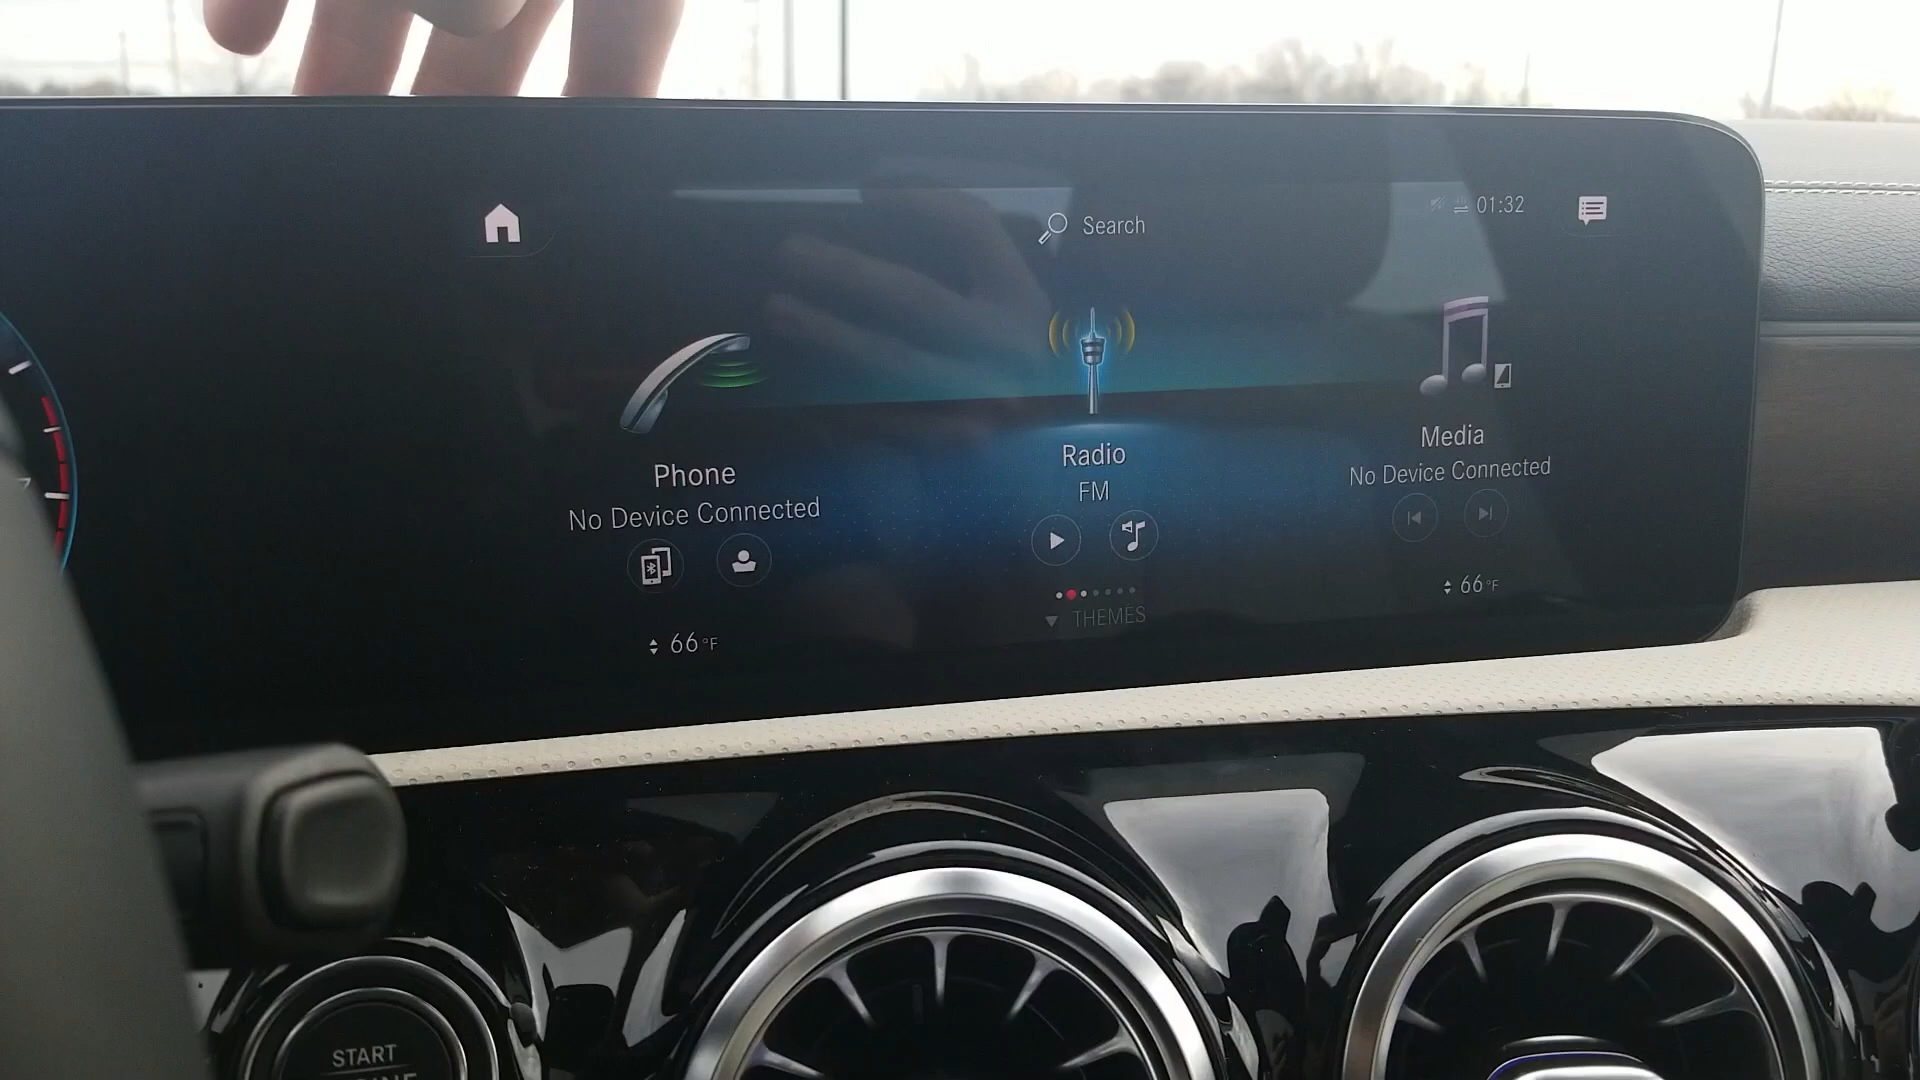 Search
01:32
Phone
No Device Connected
Radio
FM
Media
No Device Connected
66°F
THEMES
66°F
START